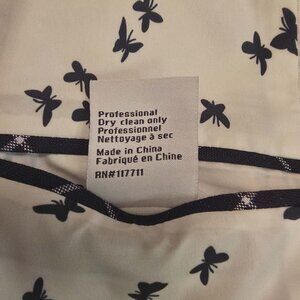 Professional
Dry clean only
Professionnel
Nettoyage à sec
Made in China
Fabriqué en Chine
RN#117711